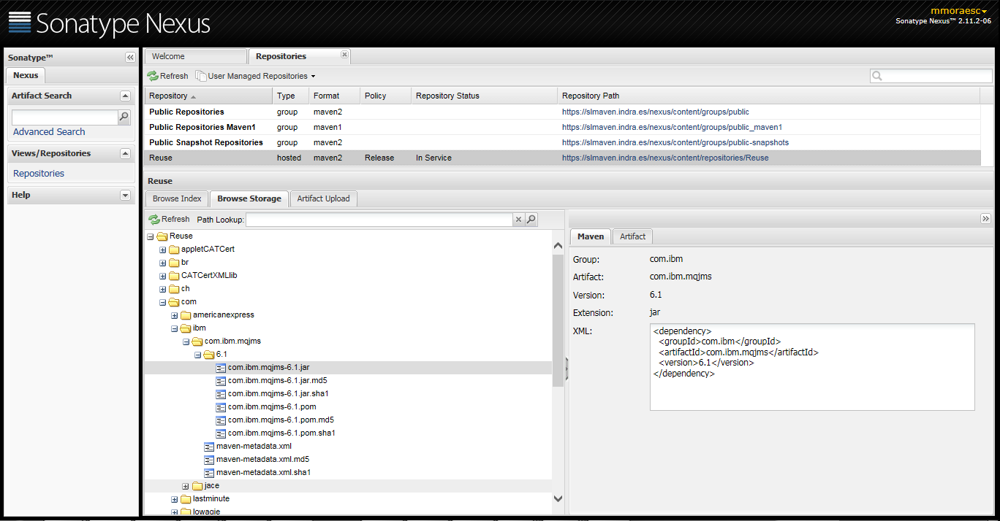 Sonatype Nexus
mmoraesc
Sonatype Nexus™ 2.11.2-06
Sonatype™
Nexus
Artifact Search
Advanced Search
Views/Repositories
Repositories
Help
Welcome
Repositories
Refresh
User Managed Repositories
Repository Type Format Policy Repository Status Repository Path
Public Repositories group maven2 https://slmaven.indra.es/nexus/content/groups/public
Public Repositories Maven1 group maven1 https://slmaven.indra.es/nexus/content/groups/public_maven1
Public Snapshot Repositories group maven2 https://slmaven.indra.es/nexus/content/groups/public-snapshots
Reuse hosted maven2 Release In Service https://slmaven.indra.es/nexus/content/repositories/Reuse
Reuse
Browse Index Browse Storage Artifact Upload
Refresh Path Lookup:
Reuse
appletCATCert
br
CATCertXMLlib
ch
com
americanexpress
ibm
com.ibm.mqjms
6.1
com.ibm.mqjms-6.1.jar
com.ibm.mqjms-6.1.jar.md5
com.ibm.mqjms-6.1.jar.sha1
com.ibm.mqjms-6.1.pom
com.ibm.mqjms-6.1.pom.md5
com.ibm.mqjms-6.1.pom.sha1
maven-metadata.xml
maven-metadata.xml.md5
maven-metadata.xml.sha1
jace
lastminute
lowagie
Maven Artifact
Group: com.ibm
Artifact: com.ibm.mqjms
Version: 6.1
Extension: jar
XML:
<dependency>
<groupId>com.ibm</groupId>
<artifactId>com.ibm.mqjms</artifactId>
<version>6.1</version>
</dependency>